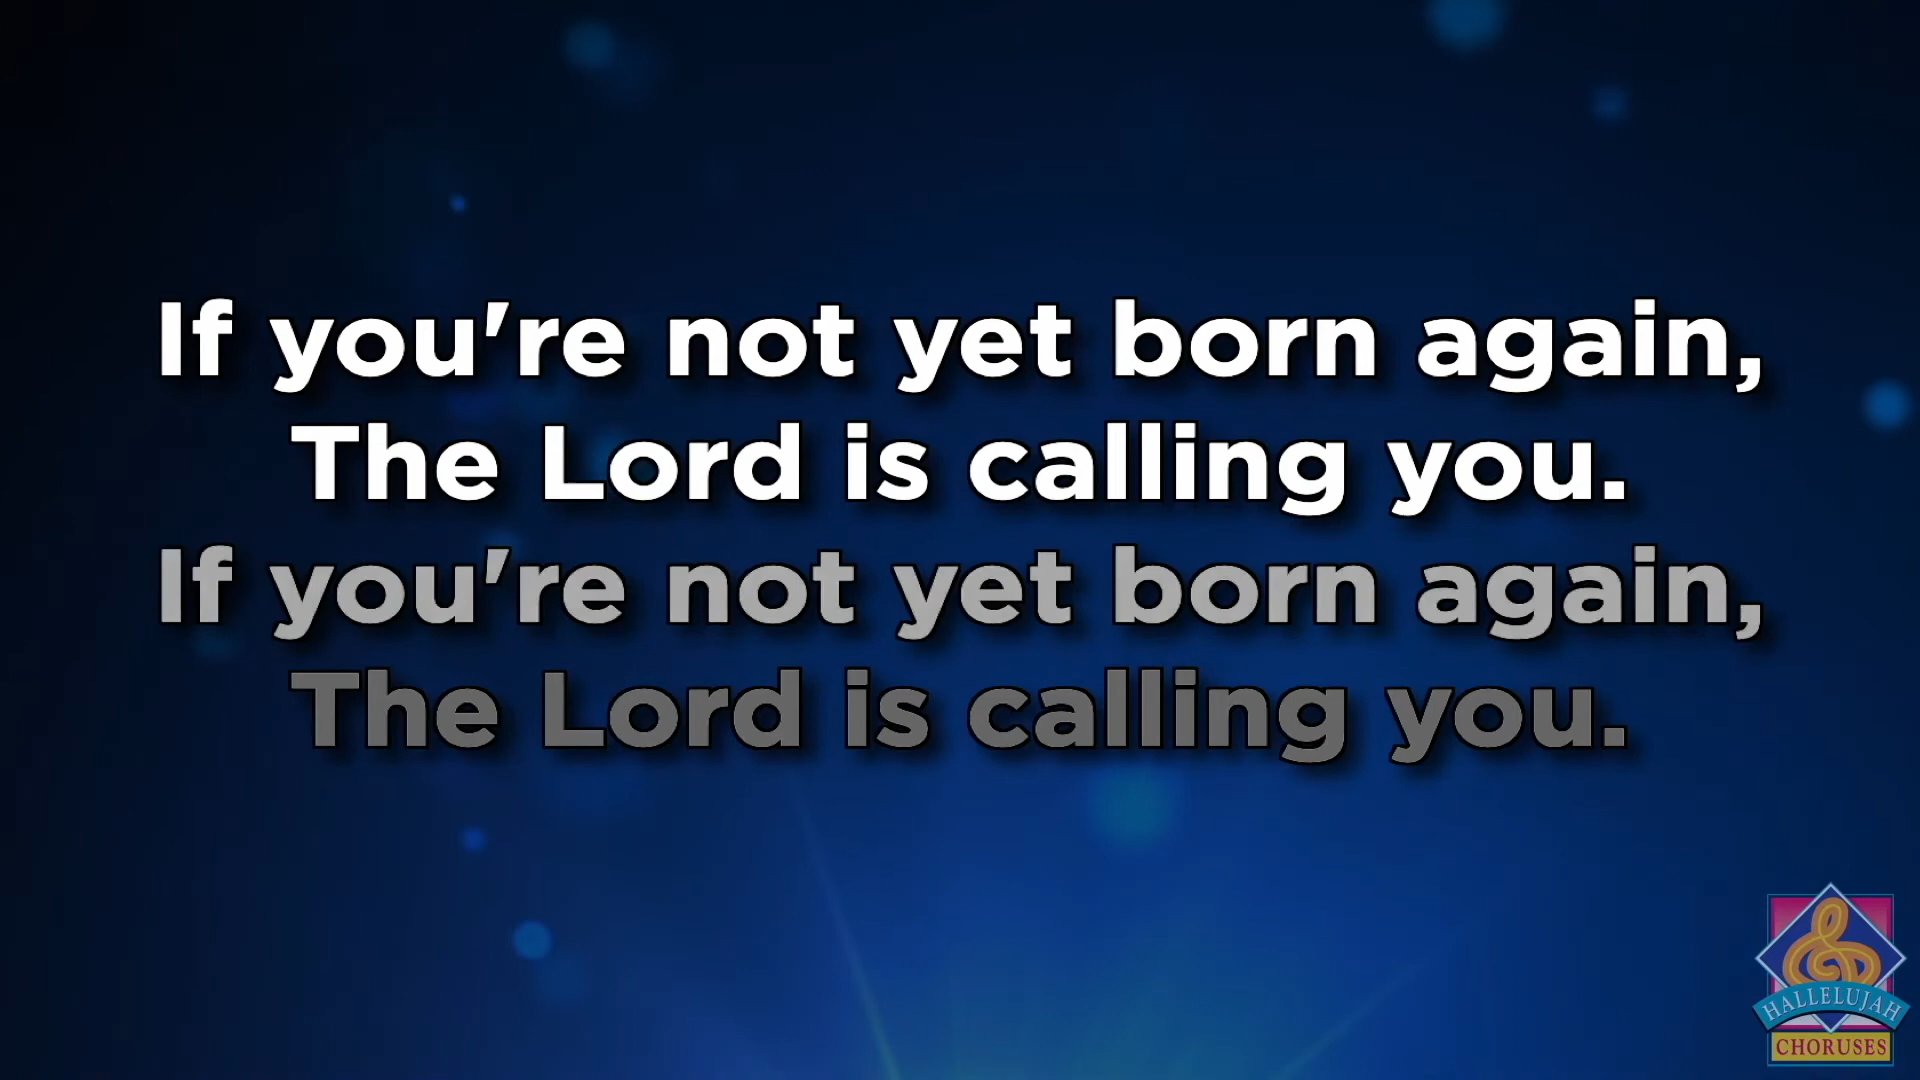 If you're not yet born again,
The Lord is calling you.
If you're not yet born again,
The Lord is calling you.
HALLELUJAH
CHORUSES